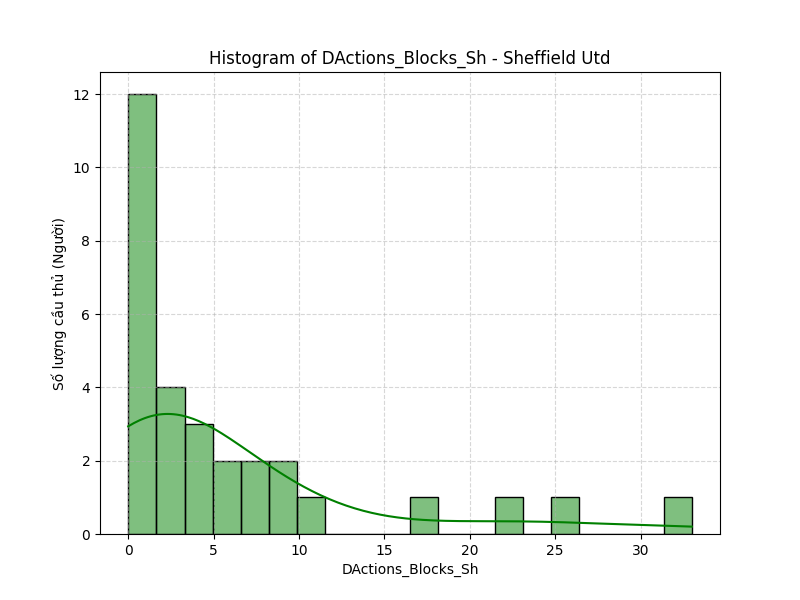 Histogram of DActions_Blocks_Sh - Sheffield Utd
12
10
8
6
4
2
0
Số lượng cầu thủ (Người)
0 5 10 15 20 25 30
DActions_Blocks_Sh